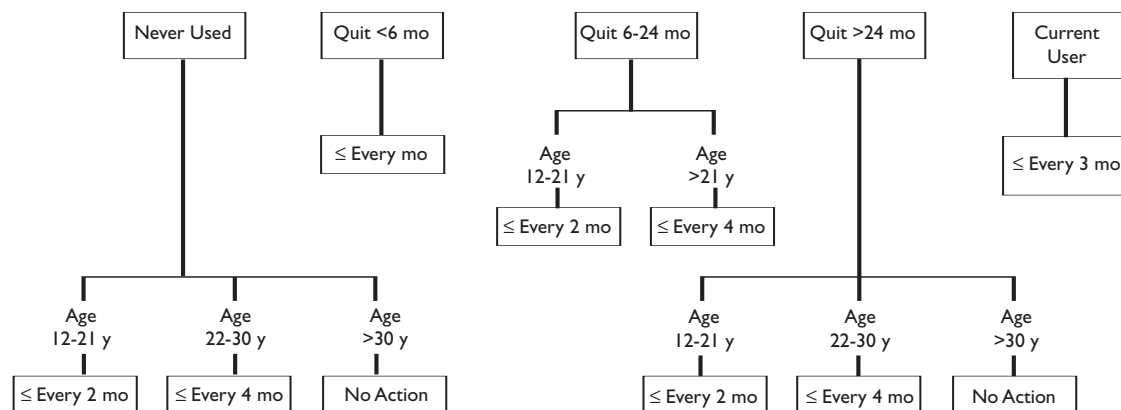 Never Used
Quit <6 mo
Quit 6-24 mo
Quit >24 mo
Current
User
≤ Every mo
Age
12-21 y
Age
>21 y
≤ Every 3 mo
≤ Every 2 mo
≤ Every 4 mo
Age
12-21 y
Age
22-30 y
Age
>30 y
Age
12-21 y
Age
22-30 y
Age
>30 y
≤ Every 2 mo
≤ Every 4 mo
No Action
≤ Every 2 mo
≤ Every 4 mo
No Action